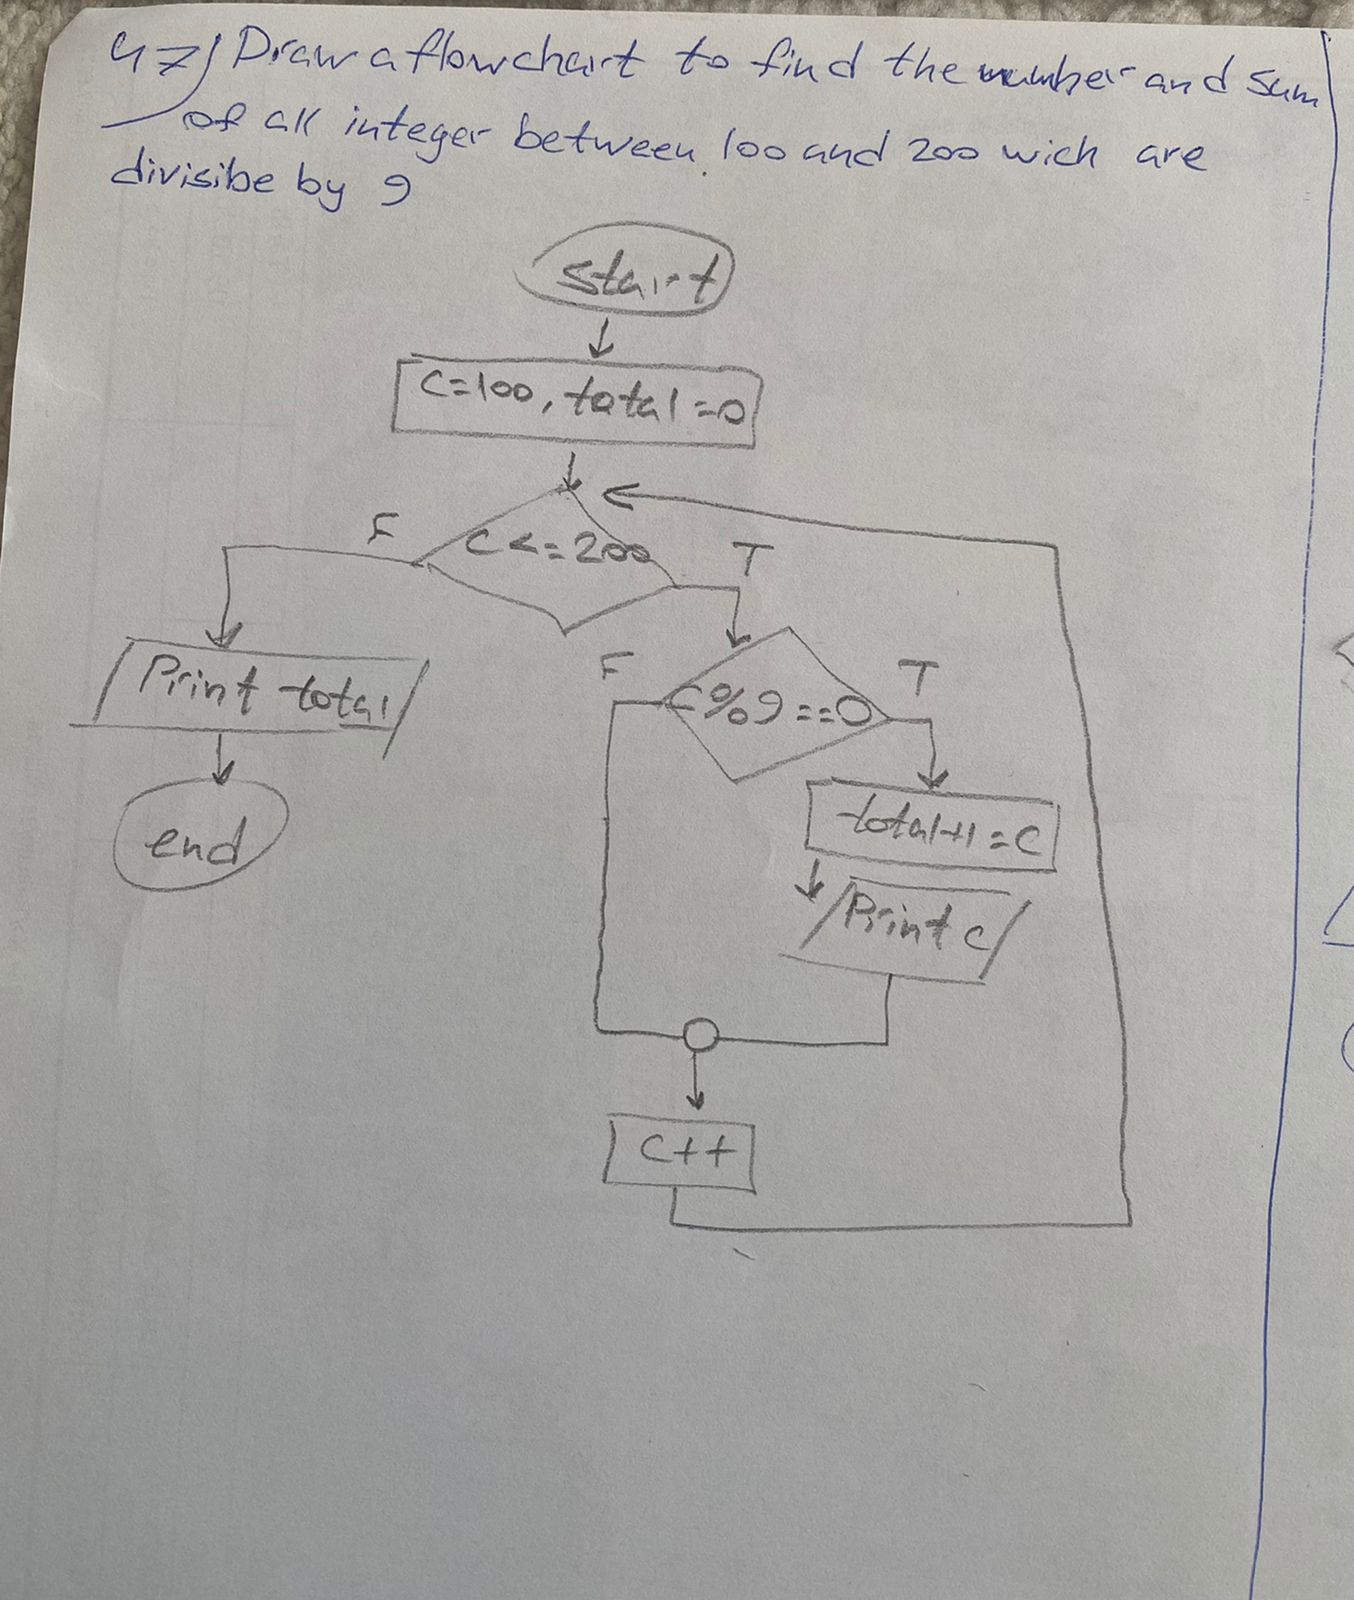 47) Draw a flowchart to find the number and sum
of all integer between 100 and 200 wich are
divisibe by 9
start
C=100, total=0
F
C<=200
T
Print total
end
F
C%9==0
T
total+1=C
Print c
C++